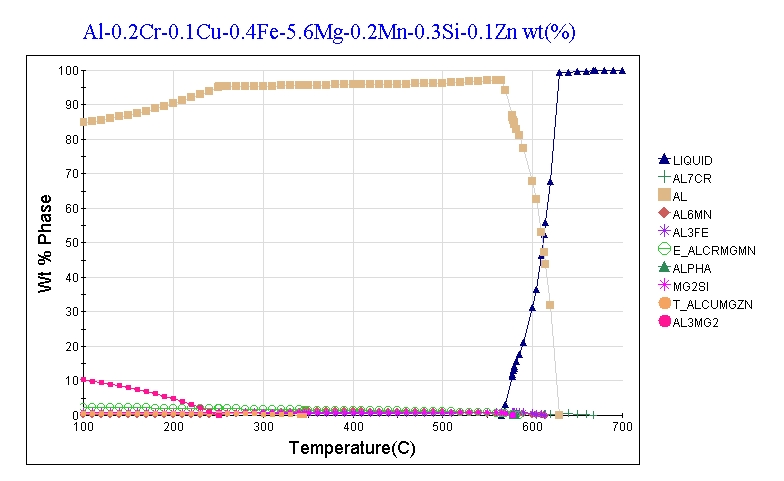 Al-0.2Cr-0.1Cu-0.4Fe-5.6Mg-0.2Mn-0.3Si-0.1Zn wt(%)
100
90
80
70
60
50
40
30
20
10
0
Wt % Phase
100 200 300 400 500 600 700
Temperature(C)
LIQUID
AL7CR
AL
AL6MN
AL3FE
E_ALCRMGMN
ALPHA
MG2SI
T_ALCUMGZN
AL3MG2